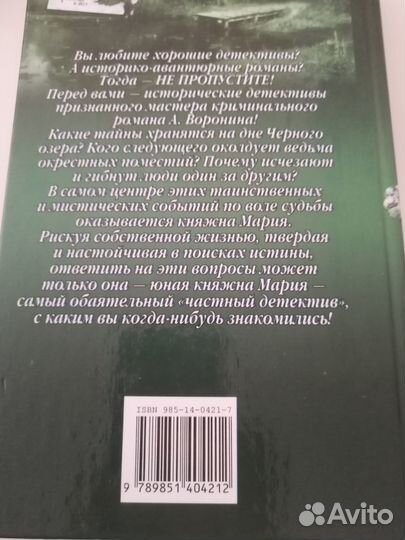 Вы любите хорошие детективы?
А историко-авантюрные романы?
Тогда — НЕ ПРОПУСТИТЕ!
Перед вами — исторические детективы
признанного мастера криминального
романа А. Воронина!
Какие тайны хранятся на дне Черного
озера? Кого следующего околдует ведьма
окрестных поместий? Почему исчезают
и гибнут люди один за другим?
В самом центре этих таинственных
и мистических событий по воле судьбы
оказывается княжна Мария.
Рискуя собственной жизнью, твердая
и настойчивая в поисках истины,
ответить на эти вопросы может
только она — юная княжна Мария —
самый обаятельный «частный детектив»,
с каким вы когда-нибудь знакомились!
ISBN 985-14-0421-7
9 789851 404212
Avito